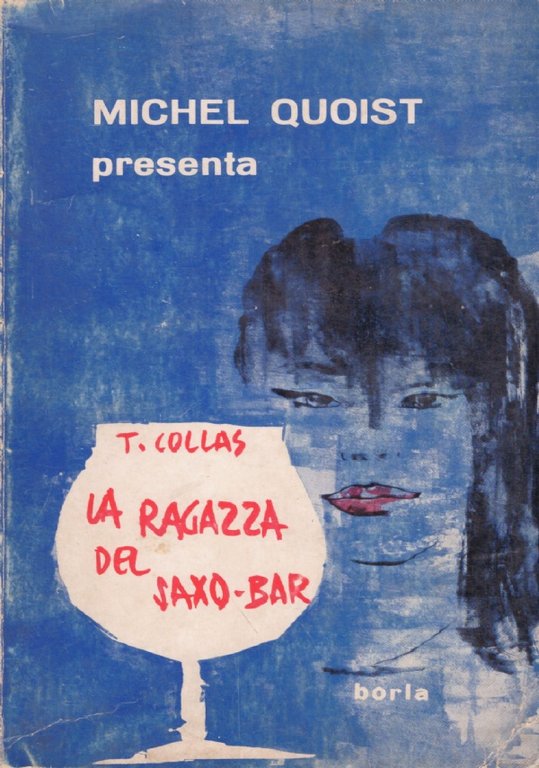 MICHEL QUOIST
presenta
T. COLLAS
LA RAGAZZA
DEL
SAXO-BAR
borla